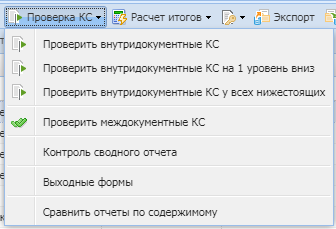 Проверка КС Расчет итогов Экспорт
Проверить внутридокументные КС
Проверить внутридокументные КС на 1 уровень вниз
Проверить внутридокументные КС у всех нижестоящих
Проверить междокументные КС
Контроль сводного отчета
Выходные формы
Сравнить отчеты по содержимому